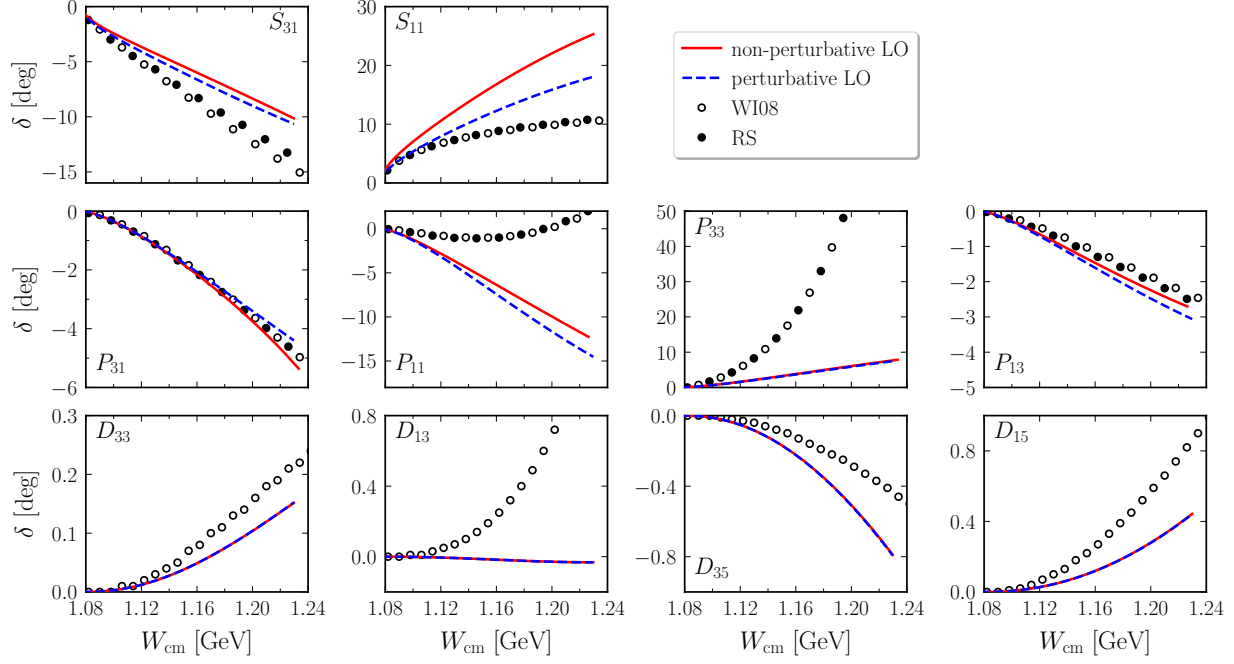 0
−5
−10
−15
δ [deg]
S31
30
20
10
0
S11
non-perturbative LO
perturbative LO
WI08
RS
0
−2
−4
−6
δ [deg]
P31
0
−5
−10
−15
P11
50
40
30
20
10
0
P33
0
−1
−2
−3
−4
−5
P13
0.3
0.2
0.1
0.0
δ [deg]
D33
0.8
0.4
0.0
D13
0.0
−0.4
−0.8
D35
0.8
0.4
0.0
D15
1.08 1.12 1.16 1.20 1.24
1.08 1.12 1.16 1.20 1.24
1.08 1.12 1.16 1.20 1.24
1.08 1.12 1.16 1.20 1.24
Wcm [GeV]
Wcm [GeV]
Wcm [GeV]
Wcm [GeV]